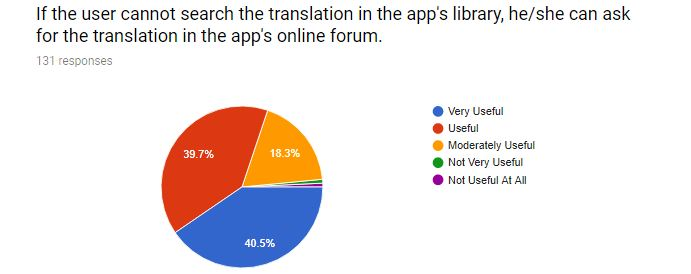 If the user cannot search the translation in the app's library, he/she can ask
for the translation in the app's online forum.
131 responses
39.7%
18.3%
40.5%
Very Useful
Useful
Moderately Useful
Not Very Useful
Not Useful At All